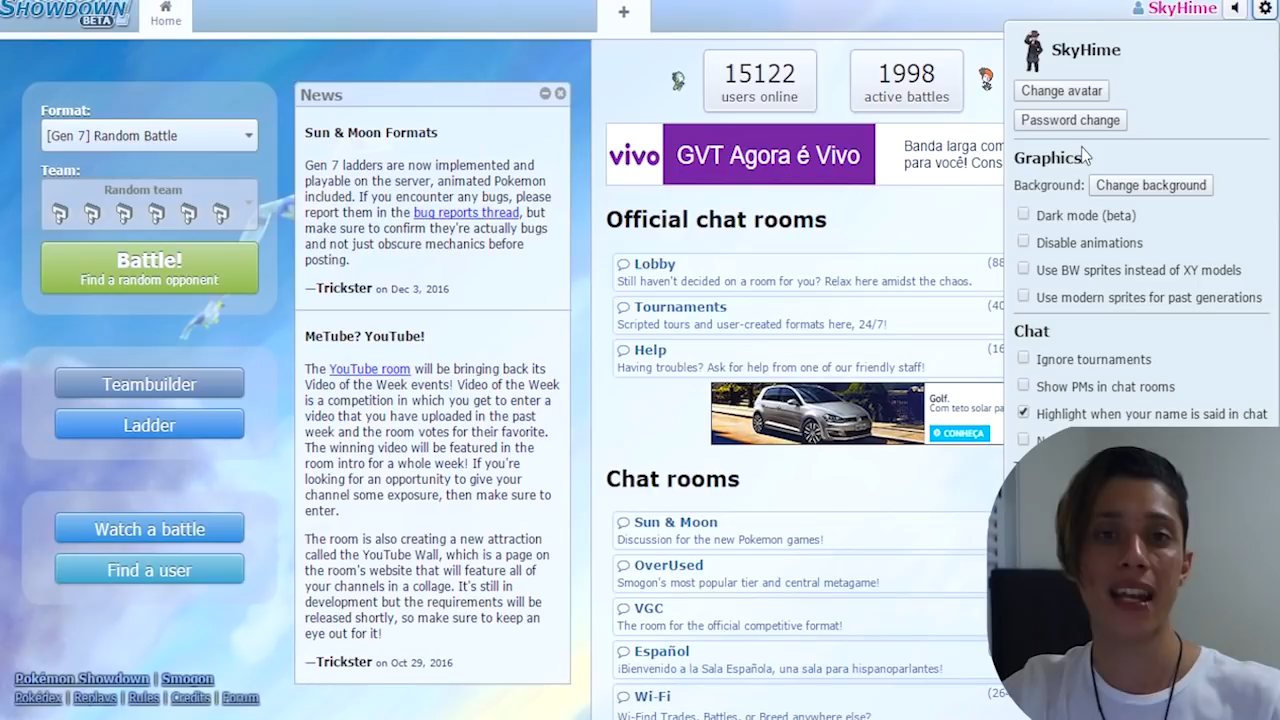 SHOWDOWN
BETA
Home
+
SkyHime
Format:
[Gen 7] Random Battle
Team:
Random team
Battle!
Find a random opponent
Teambuilder
Ladder
Watch a battle
Find a user
Pokémon Showdown | Smogon
Pokédex | Replays | Rules | Credits | Forum
News
Sun & Moon Formats
Gen 7 ladders are now implemented and
playable on the server, animated Pokemon
included. If you encounter any bugs, please
report them in the bug reports thread, but
make sure to confirm they're actually bugs
and not just obscure mechanics before
posting.
—Trickster on Dec 3, 2016
MeTube? YouTube!
The YouTube room will be bringing back its
Video of the Week events! Video of the Week
is a competition in which you get to enter a
video that you have uploaded in the past
week and the room votes for their favorite.
The winning video will be featured in the
room intro for a whole week! If you're
looking for an opportunity to give your
channel some exposure, then make sure to
enter.
The room is also creating a new attraction
called the YouTube Wall, which is a page on
the room's website that will feature all of
your channels in a collage. It's still in
development but the requirements will be
released shortly, so make sure to keep an
eye out for it!
—Trickster on Oct 29, 2016
15122
users online
1998
active battles
vivo
GVT Agora é Vivo
Banda larga com
para você! Cons
Official chat rooms
Lobby (88
Still haven't decided on a room for you? Relax here amidst the chaos.
Tournaments (40
Scripted tours and user-created formats here, 24/7!
Help (16
Having troubles? Ask for help from one of our friendly staff!
Golf.
Com teto solar pa
CONHEÇA
Chat rooms
Sun & Moon
Discussion for the new Pokemon games!
OverUsed
Smogon's most popular tier and central metagame!
VGC
The room for the official competitive format!
Español
¡Bienvenido a la Sala Española, una sala para hispanoparlantes!
Wi-Fi (26
Wi-Find Trades, Battles, or Breed anywhere else?
SkyHime
Change avatar
Password change
Graphics
Background: Change background
Dark mode (beta)
Disable animations
Use BW sprites instead of XY models
Use modern sprites for past generations
Chat
Ignore tournaments
Show PMs in chat rooms
Highlight when your name is said in chat